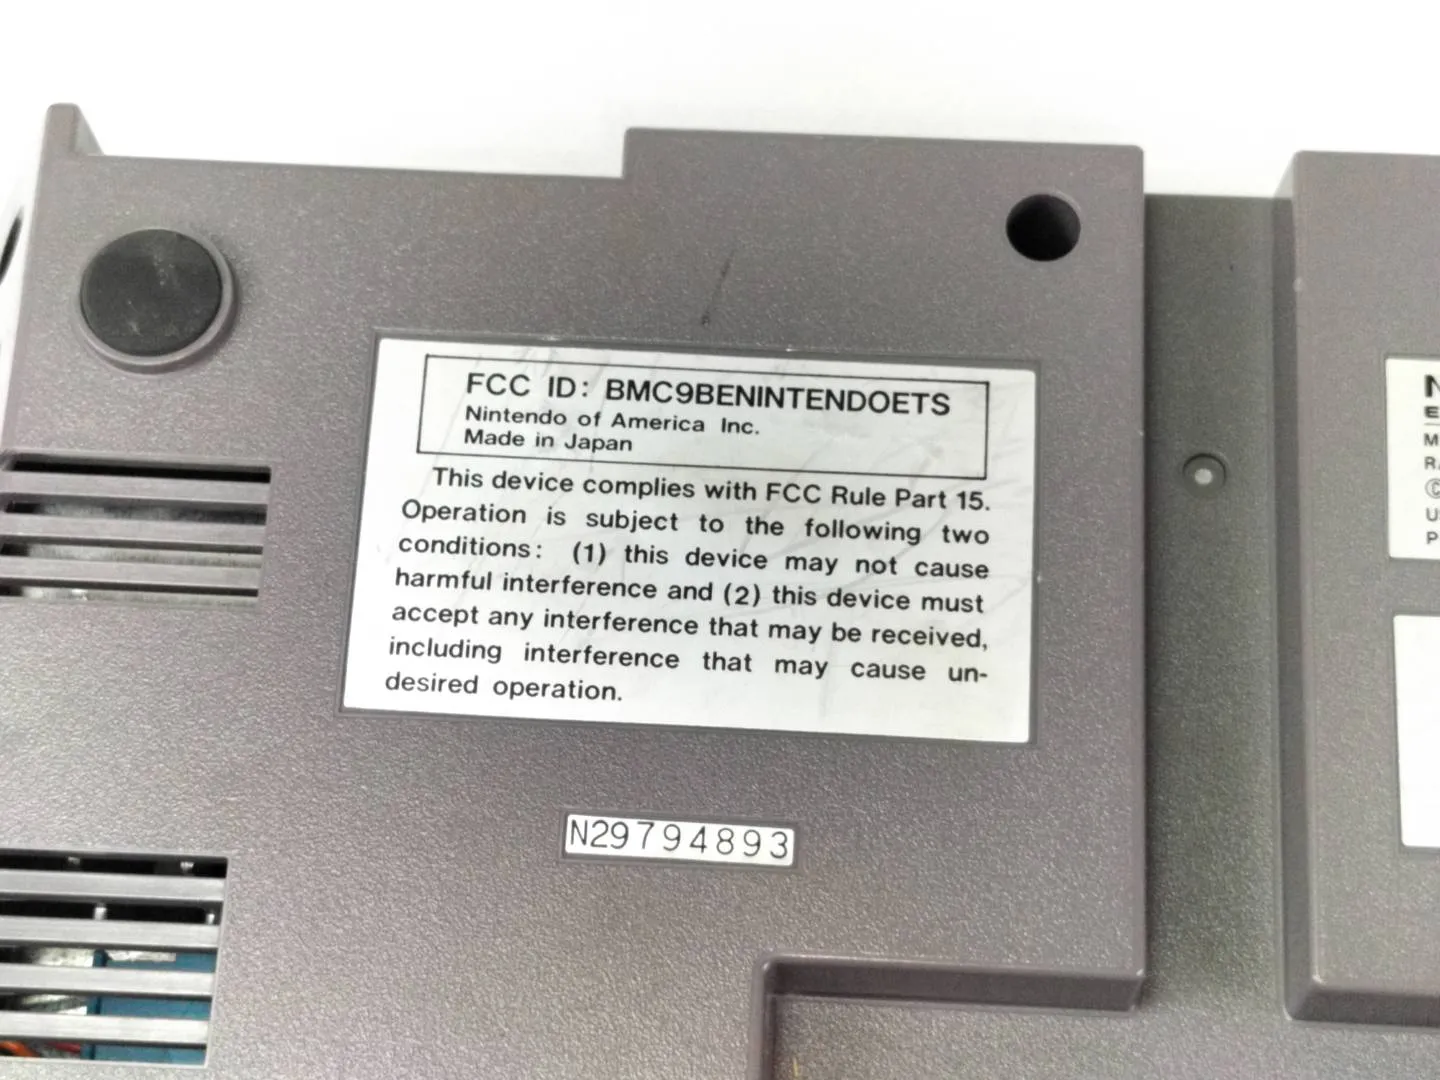 FCC ID: BMC9BENINTENDOETS
Nintendo of America Inc.
Made in Japan
This device complies with FCC Rule Part 15.
Operation is subject to the following two
conditions: (1) this device may not cause
harmful interference and (2) this device must
accept any interference that may be received,
including interference that may cause un-
desired operation.
N29794893